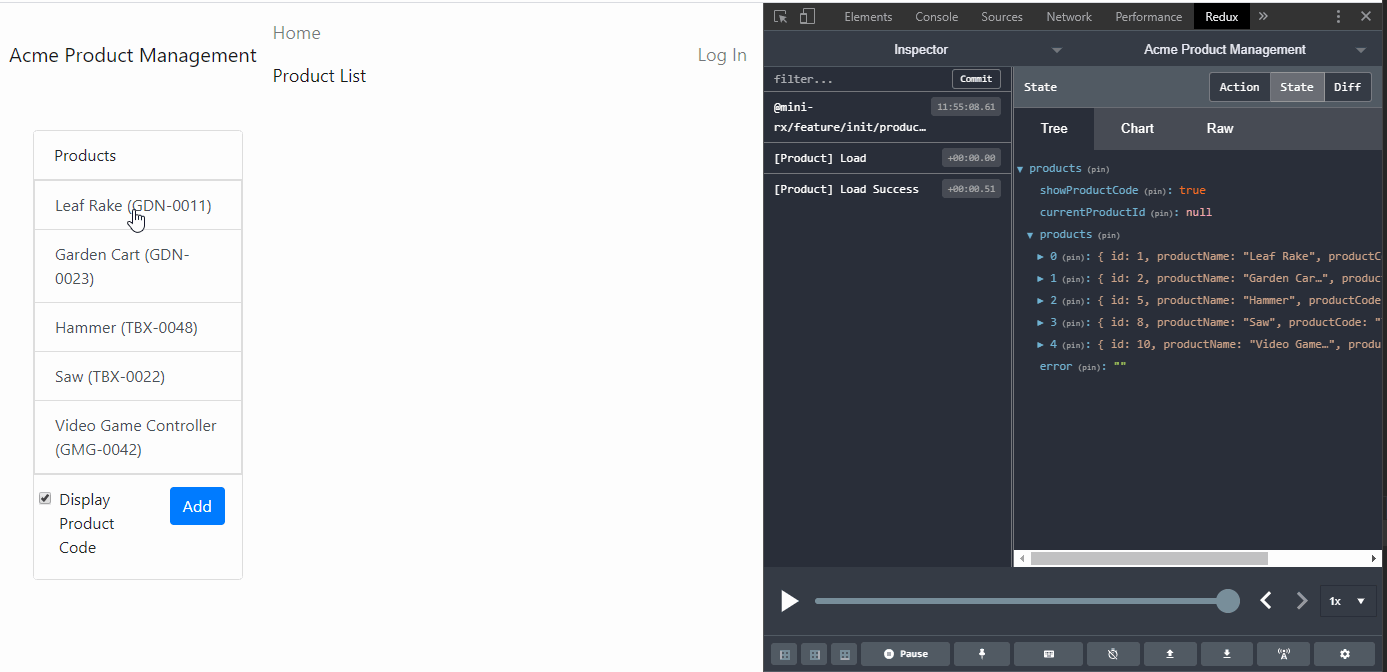 Home
Acme Product Management
Log In
Product List
Products
Leaf Rake (GDN-0011)
Garden Cart (GDN-
0023)
Hammer (TBX-0048)
Saw (TBX-0022)
Video Game Controller
(GMG-0042)
Display
Product
Code
Add
Elements Console Sources Network Performance Redux »
Inspector
Acme Product Management
filter... Commit
@mini-
rx/feature/init/produc… 11:55:08.61
[Product] Load +00:00.00
[Product] Load Success +00:00.51
State Action State Diff
Tree Chart Raw
products (pin)
showProductCode (pin): true
currentProductId (pin): null
products (pin)
0 (pin): { id: 1, productName: "Leaf Rake", productC
1 (pin): { id: 2, productName: "Garden Car…", produc
2 (pin): { id: 5, productName: "Hammer", productCode
3 (pin): { id: 8, productName: "Saw", productCode: "
4 (pin): { id: 10, productName: "Video Game…", produ
error (pin): ""
1x
Pause